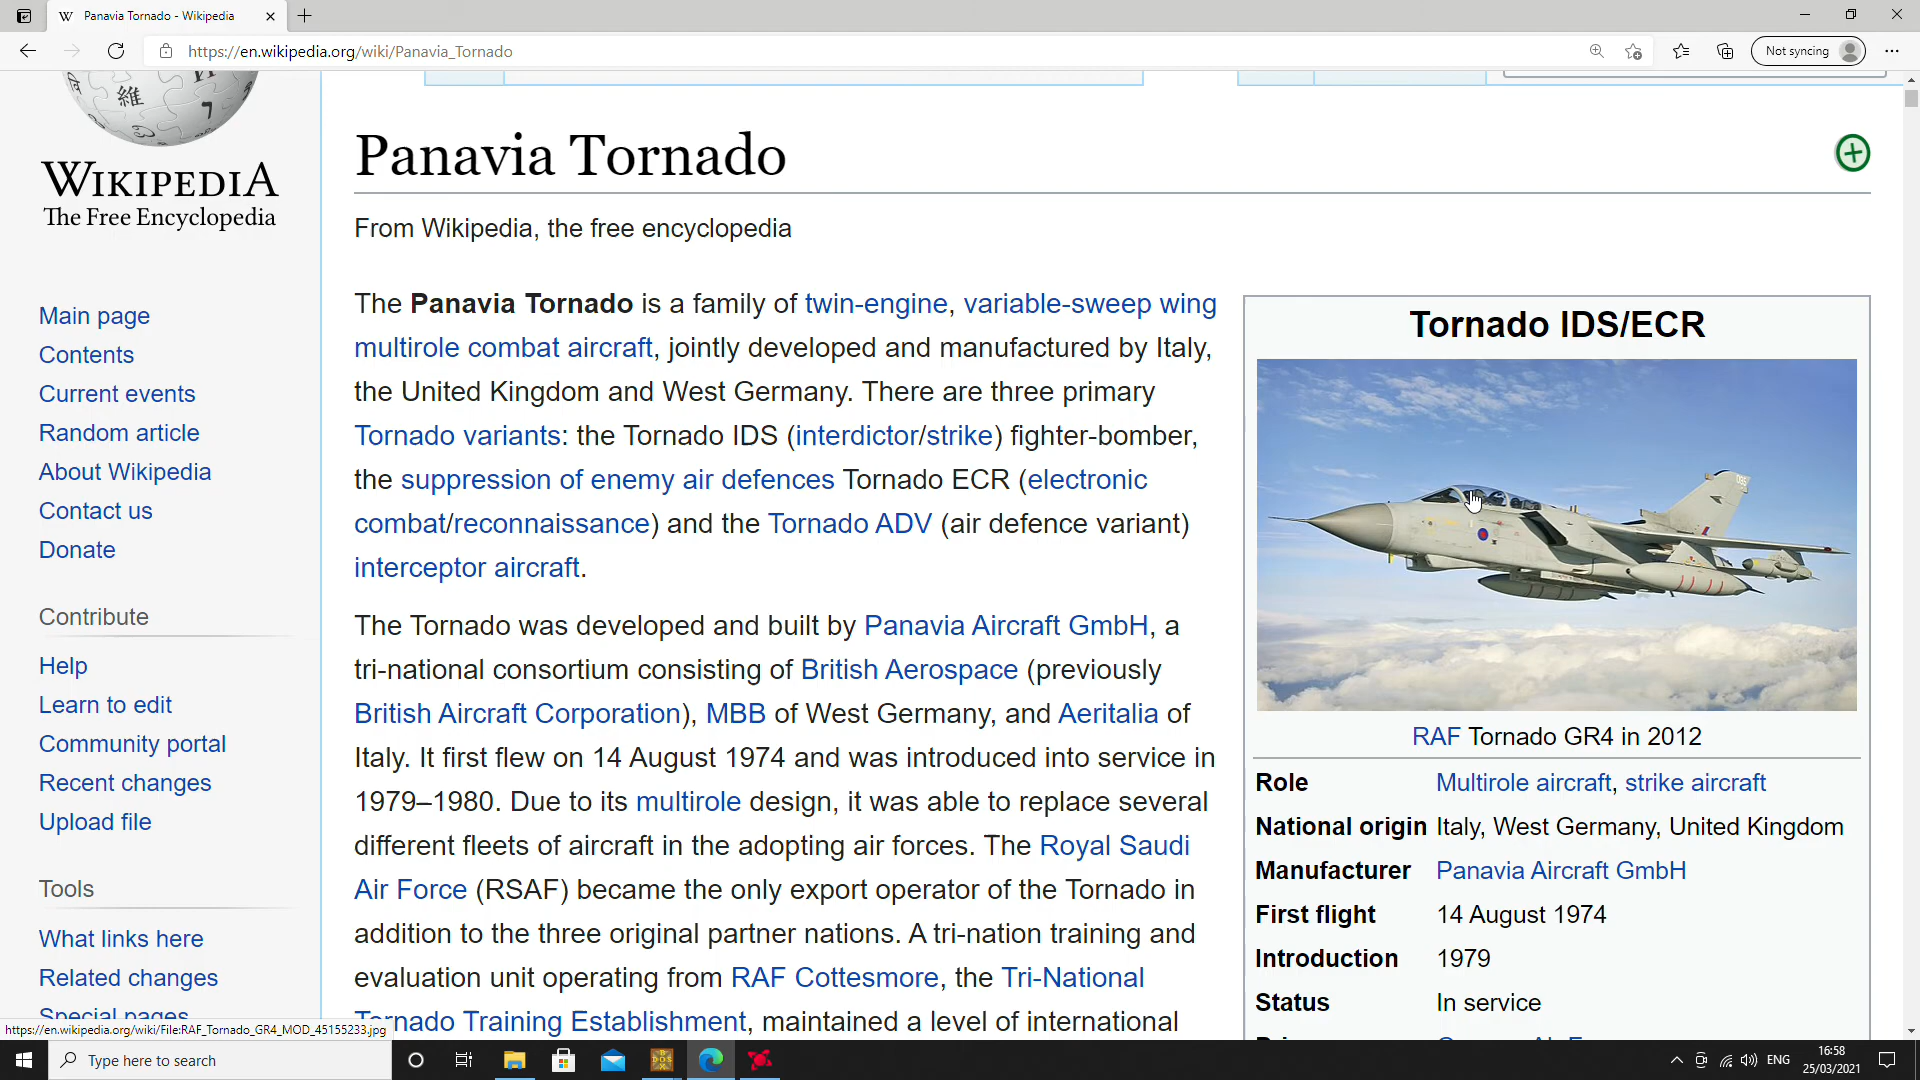 Panavia Tornado - Wikipedia
https://en.wikipedia.org/wiki/Panavia_Tornado
Not syncing
WIKIPEDIA
The Free Encyclopedia
Main page
Contents
Current events
Random article
About Wikipedia
Contact us
Donate
Contribute
Help
Learn to edit
Community portal
Recent changes
Upload file
Tools
What links here
Related changes
Special pages
Panavia Tornado
From Wikipedia, the free encyclopedia
The Panavia Tornado is a family of twin-engine, variable-sweep wing
multirole combat aircraft, jointly developed and manufactured by Italy,
the United Kingdom and West Germany. There are three primary
Tornado variants: the Tornado IDS (interdictor/strike) fighter-bomber,
the suppression of enemy air defences Tornado ECR (electronic
combat/reconnaissance) and the Tornado ADV (air defence variant)
interceptor aircraft.
The Tornado was developed and built by Panavia Aircraft GmbH, a
tri-national consortium consisting of British Aerospace (previously
British Aircraft Corporation), MBB of West Germany, and Aeritalia of
Italy. It first flew on 14 August 1974 and was introduced into service in
1979–1980. Due to its multirole design, it was able to replace several
different fleets of aircraft in the adopting air forces. The Royal Saudi
Air Force (RSAF) became the only export operator of the Tornado in
addition to the three original partner nations. A tri-nation training and
evaluation unit operating from RAF Cottesmore, the Tri-National
Tornado Training Establishment, maintained a level of international
Tornado IDS/ECR
RAF Tornado GR4 in 2012
Role Multirole aircraft, strike aircraft
National origin Italy, West Germany, United Kingdom
Manufacturer Panavia Aircraft GmbH
First flight 14 August 1974
Introduction 1979
Status In service
https://en.wikipedia.org/wiki/File:RAF_Tornado_GR4_MOD_45155233.jpg
Type here to search
ENG
16:58
25/03/2021